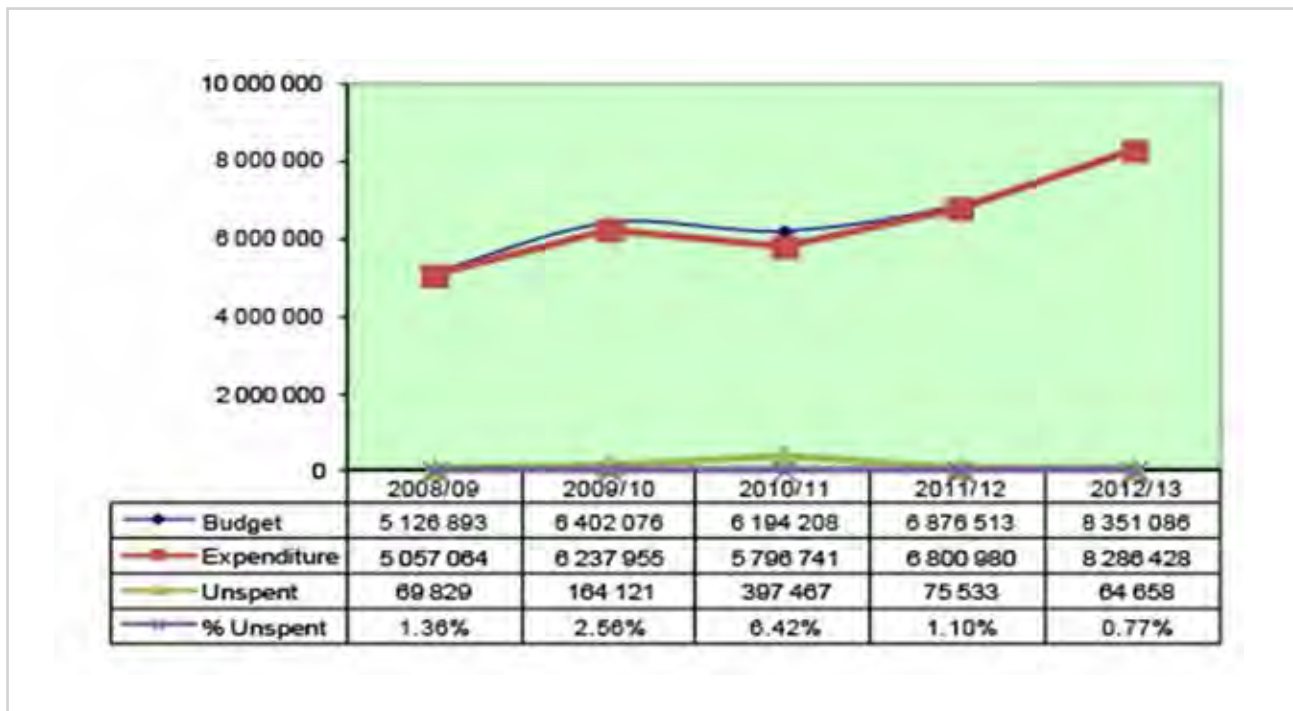 10 000 000
8 000 000
6 000 000
4 000 000
2 000 000
0
2008/09 2009/10 2010/11 2011/12 2012/13
Budget 5 126 893 6 402 076 6 194 208 6 876 513 8 351 086
Expenditure 5 057 064 6 237 955 5 796 741 6 800 980 8 286 428
Unspent 69 829 164 121 397 467 75 533 64 658
% Unspent 1.36% 2.56% 6.42% 1.10% 0.77%